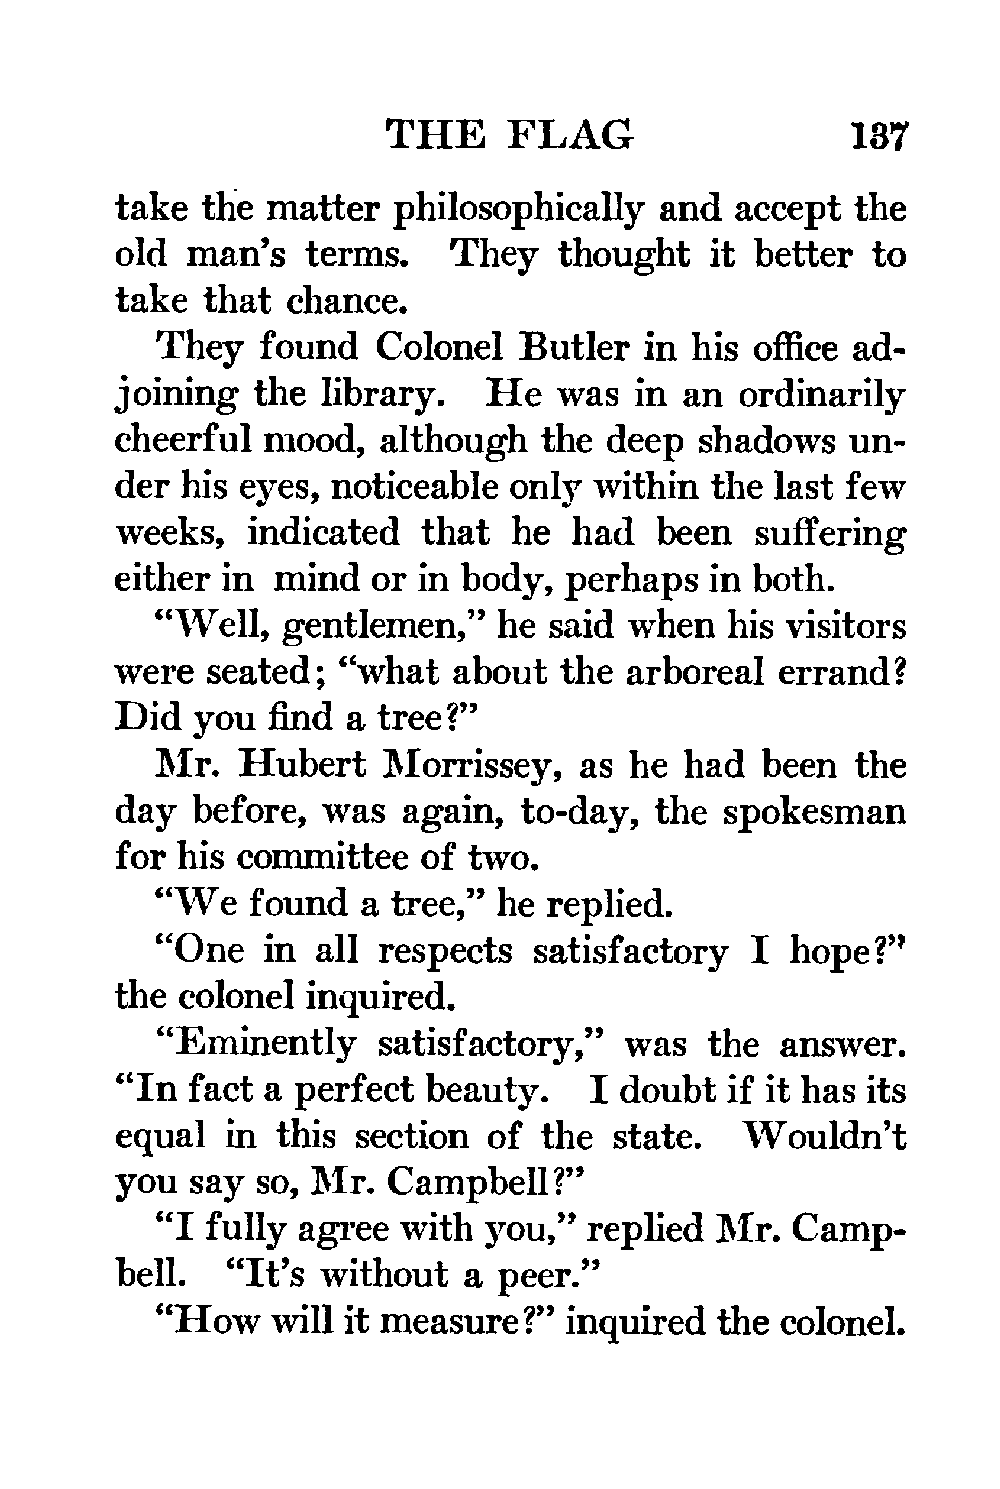 THE FLAG 137
take the matter philosophically and accept the
old man's terms. They thought it better to
take that chance.
They found Colonel Butler in his office ad-
joining the library. He was in an ordinarily
cheerful mood, although the deep shadows un-
der his eyes, noticeable only within the last few
weeks, indicated that he had been suffering
either in mind or in body, perhaps in both.
“Well, gentlemen,” he said when his visitors
were seated; “what about the arboreal errand?
Did you find a tree?”
Mr. Hubert Morrissey, as he had been the
day before, was again, to-day, the spokesman
for his committee of two.
“We found a tree,” he replied.
“One in all respects satisfactory I hope?”
the colonel inquired.
“Eminently satisfactory,” was the answer.
“In fact a perfect beauty. I doubt if it has its
equal in this section of the state. Wouldn't
you say so, Mr. Campbell?”
“I fully agree with you,” replied Mr. Camp-
bell. “It's without a peer.”
“How will it measure?” inquired the colonel.